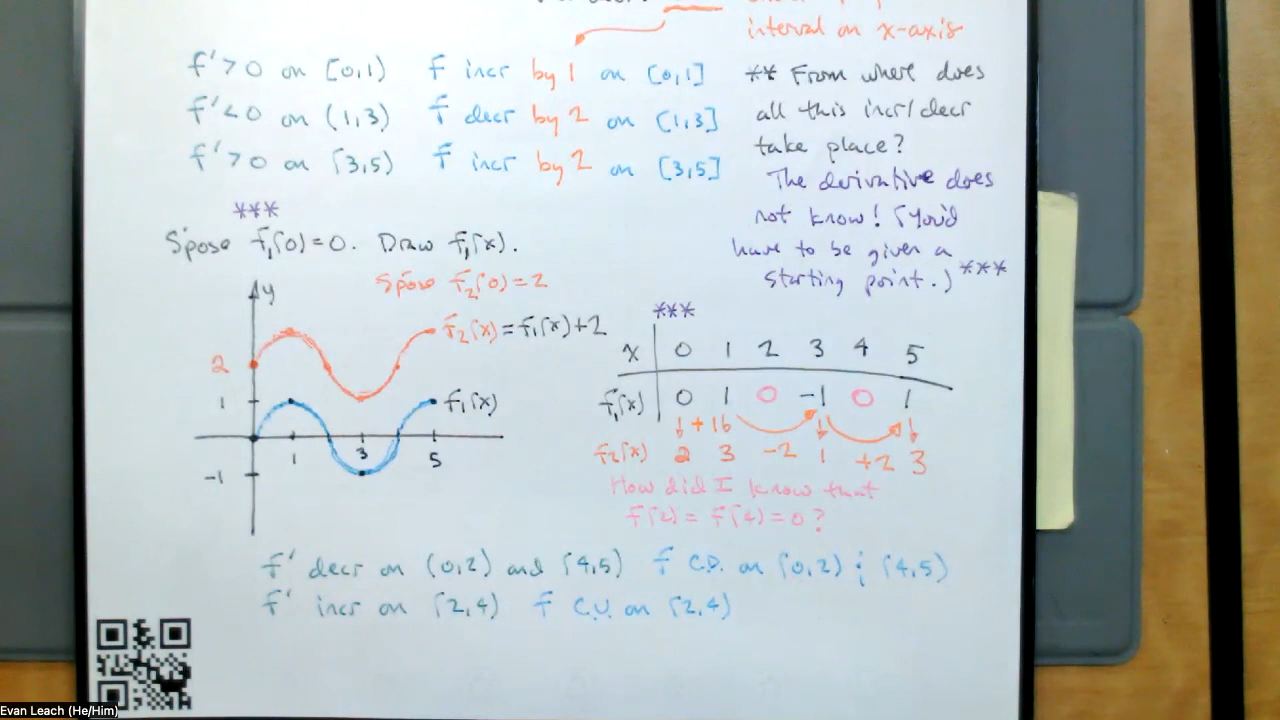 interval on x-axis
f' > 0 on [0,1) f incr by 1 on [0,1]
f' < 0 on (1,3) f decr by 2 on [1,3]
f' > 0 on (3,5) f incr by 2 on [3,5]
** From where does
all this incr/decr
take place?
The derivative does
not know! (You'd
have to be given a
starting point.) ***
***
S'pose f₁(0)=0. Draw f₁(x).
S'pose f₂(0)=2
y
f₂(x) = f₁(x)+2
2
1
f₁(x)
1 3 5
-1
***
x 0 1 2 3 4 5
f₁(x) 0 1 0 -1 0 1
f₂(x) 2 3 -2 1 +2 3
How did I know that
f(2) = f(4) = 0?
f' decr on (0,2) and (4,5) f C.D. on (0,2) & (4,5)
f' incr on (2,4) f C.U. on (2,4)
Evan Leach (He/Him)